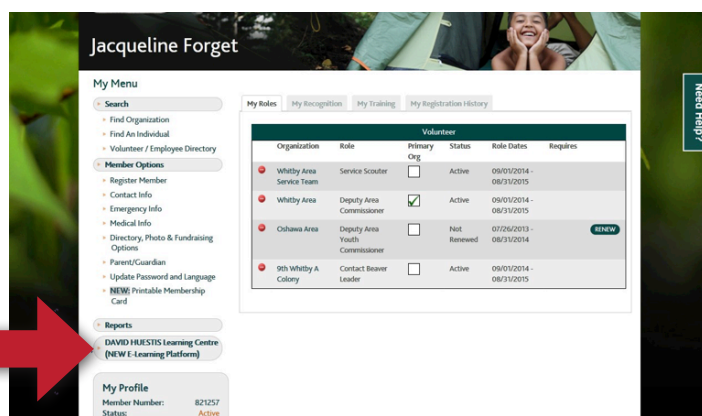 Jacqueline Forget
Need Help?
My Menu
Search
Find Organization
Find An Individual
Volunteer / Employee Directory
Member Options
Register Member
Contact Info
Emergency Info
Medical Info
Directory, Photo & Fundraising
Options
Parent/Guardian
Update Password and Language
NEW: Printable Membership
Card
Reports
DAVID HUESTIS Learning Centre
(NEW E-Learning Platform)
My Profile
Member Number: 821257
Status: Active
My Roles My Recognition My Training My Registration History
Volunteer
Organization Role Primary Status Role Dates Requires
Org
Whitby Area Service Scouter Active 09/01/2014 -
Service Team 08/31/2015
Whitby Area Deputy Area Active 09/01/2014 -
Commissioner 08/31/2015
Oshawa Area Deputy Area Not 07/26/2013 - RENEW
Youth Renewed 08/31/2014
Commissioner
9th Whitby A Contact Beaver Active 09/01/2014 -
Colony Leader 08/31/2015